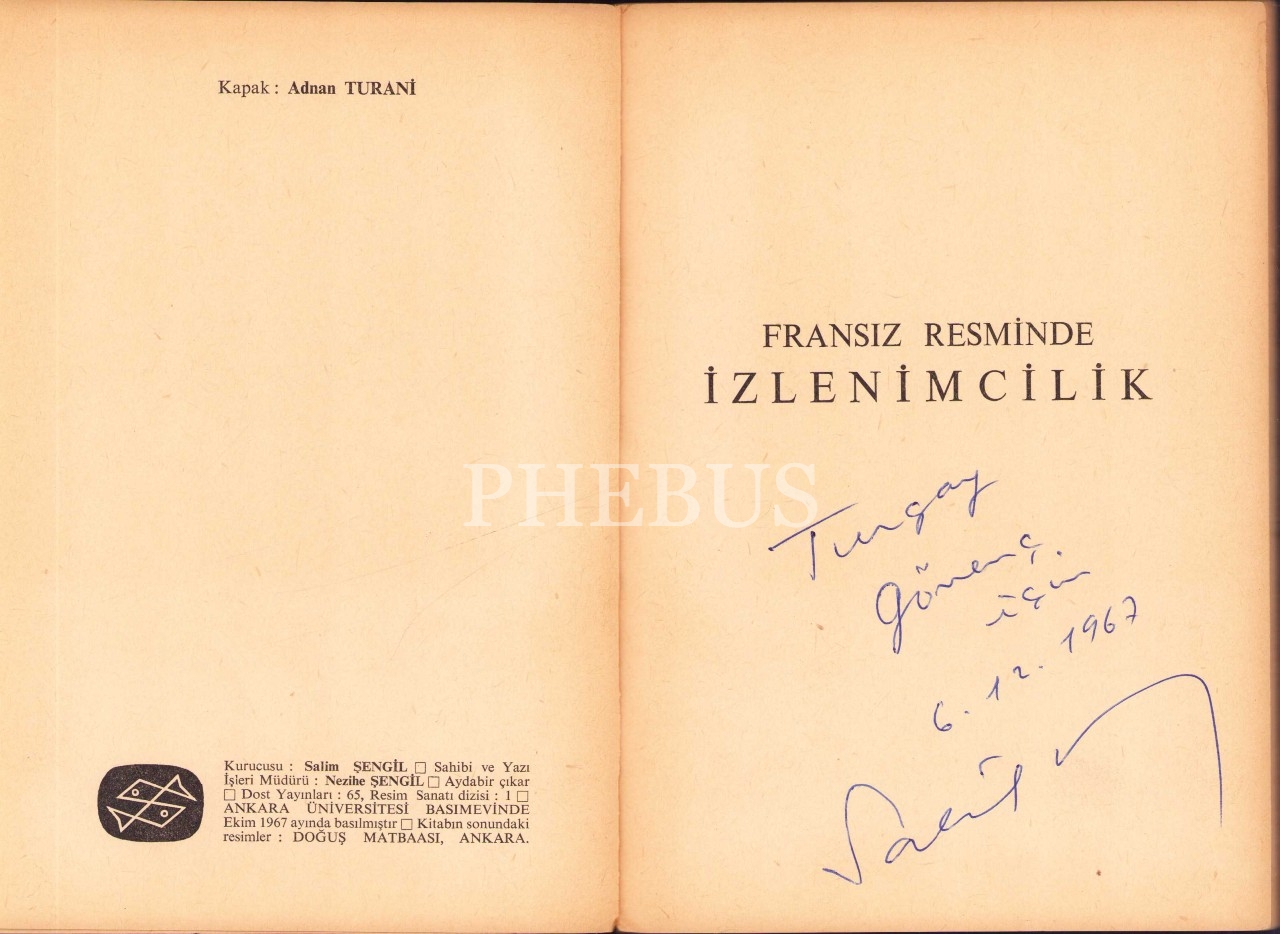 Kapak : Adnan TURANİ
Kurucusu : Salim ŞENGİL □ Sahibi ve Yazı
İşleri Müdürü : Nezihe ŞENGİL □ Aydabir çıkar
□ Dost Yayınları : 65, Resim Sanatı dizisi : 1 □
ANKARA ÜNİVERSİTESİ BASIMEVİNDE
Ekim 1967 ayında basılmıştır □ Kitabın sonundaki
resimler : DOĞUŞ MATBAASI, ANKARA.
PHEBUS
FRANSIZ RESMİNDE
İZLENİMCİLİK
Turgay
Gönenç
için
6.12.1967